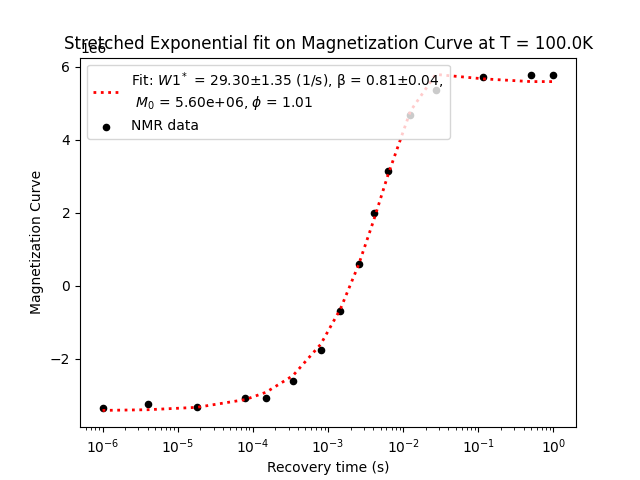 Stretched Exponential fit on Magnetization Curve at T = 100.0K
1e6
Fit: W1* = 29.30±1.35 (1/s), β = 0.81±0.04,
M₀ = 5.60e+06, ϕ = 1.01
NMR data
Magnetization Curve
6
4
2
0
−2
10⁻⁶ 10⁻⁵ 10⁻⁴ 10⁻³ 10⁻² 10⁻¹ 10⁰
Recovery time (s)